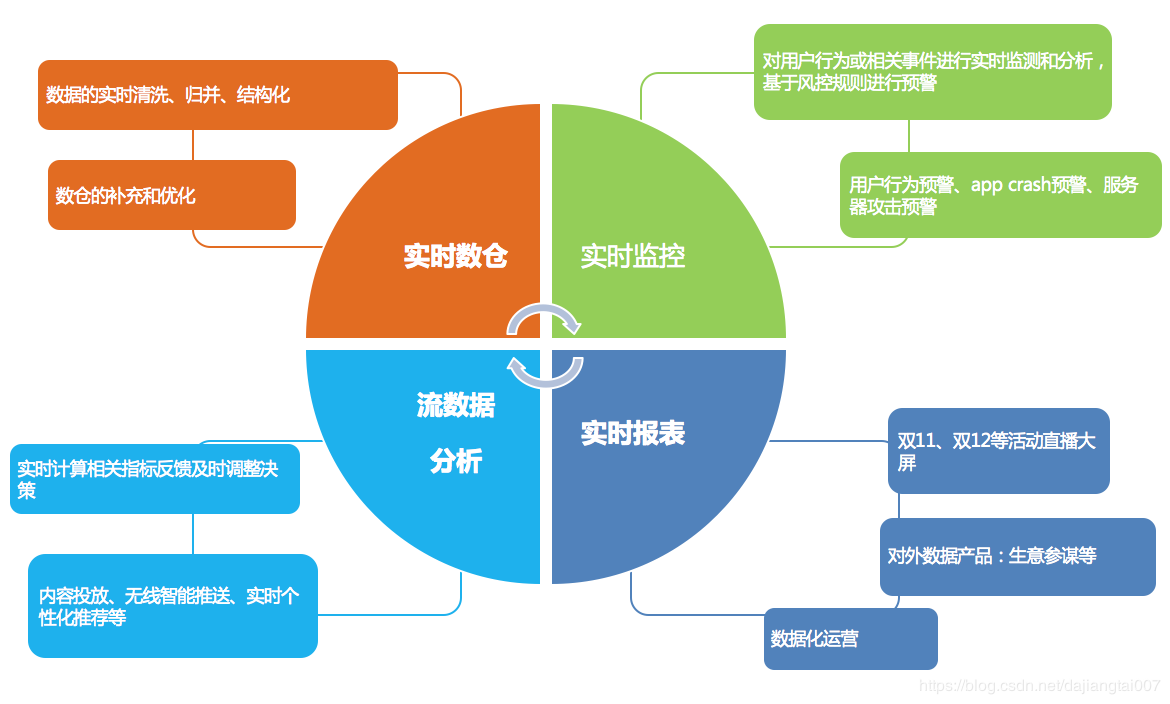 数据的实时清洗、归并、结构化
数仓的补充和优化
实时数仓
对用户行为或相关事件进行实时监测和分析，
基于风控规则进行预警
用户行为预警、app crash预警、服务
器攻击预警
实时监控
流数据
分析
实时计算相关指标反馈及时调整决
策
内容投放、无线智能推送、实时个
性化推荐等
实时报表
双11、双12等活动直播大
屏
对外数据产品：生意参谋等
数据化运营
https://blog.csdn.net/dajiangtai007